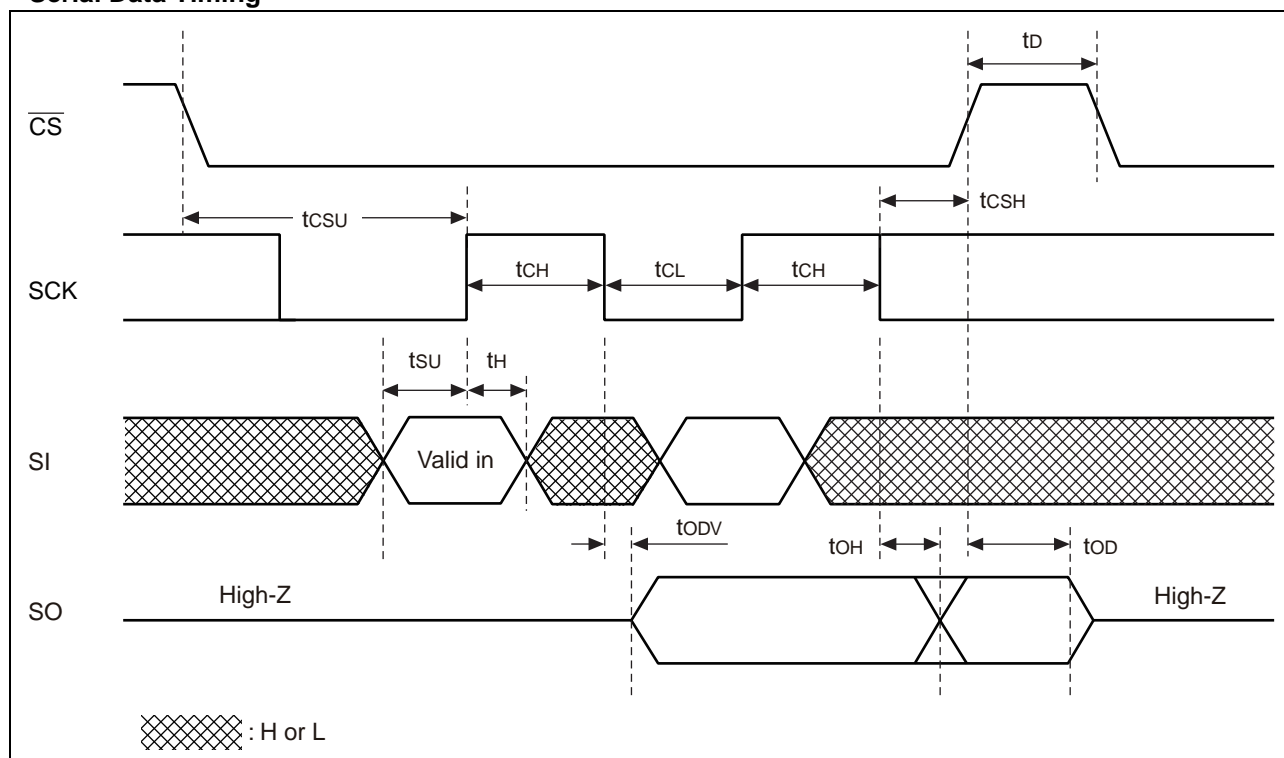 Serial Data Timing
tD
CS
tCSU
tCSH
SCK
tCH
tCL
tCH
tSU
tH
SI
Valid in
tODV
tOH
tOD
SO
High-Z
High-Z
: H or L